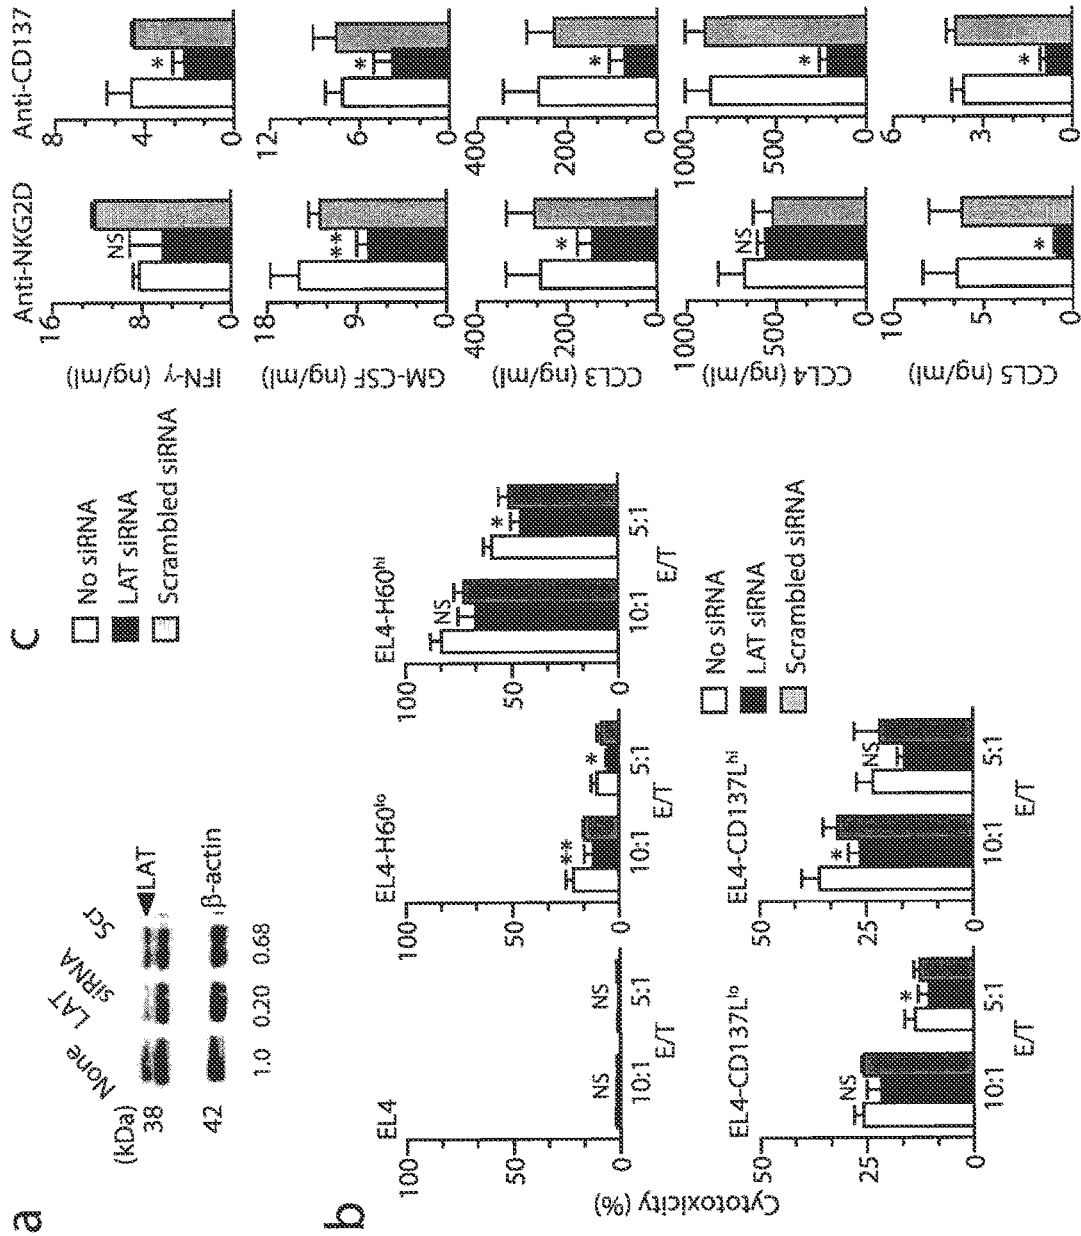 a
None
LAT siRNA
Scr
(kDa)
38
LAT
42
β-actin
1.0 0.20 0.68
b
Cytotoxicity (%)
EL4
100
50
0
NS NS
10:1 5:1
E/T
EL4-H60lo
100
50
0
** *
10:1 5:1
E/T
EL4-H60hi
100
50
0
NS *
10:1 5:1
E/T
EL4-CD137Llo
50
25
0
NS *
10:1 5:1
E/T
EL4-CD137Lhi
50
25
0
* NS
10:1 5:1
E/T
No siRNA
LAT siRNA
Scrambled siRNA
c
No siRNA
LAT siRNA
Scrambled siRNA
Anti-NKG2D Anti-CD137
IFN-γ (ng/ml)
16
8
0
NS
8
4
0
*
GM-CSF (ng/ml)
18
9
0
**
12
6
0
*
CCL3 (ng/ml)
400
200
0
*
400
200
0
*
CCL4 (ng/ml)
1000
500
0
NS
1000
500
0
*
CCL5 (ng/ml)
10
5
0
*
6
3
0
*